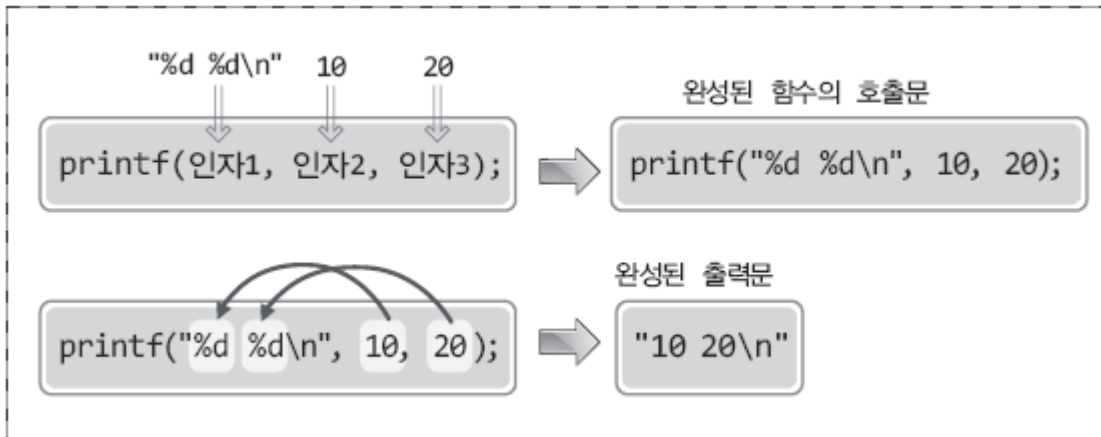 "%d %d\n" 10 20
완성된 함수의 호출문
printf(인자1, 인자2, 인자3);
printf("%d %d\n", 10, 20);
완성된 출력문
printf("%d %d\n", 10, 20);
"10 20\n"